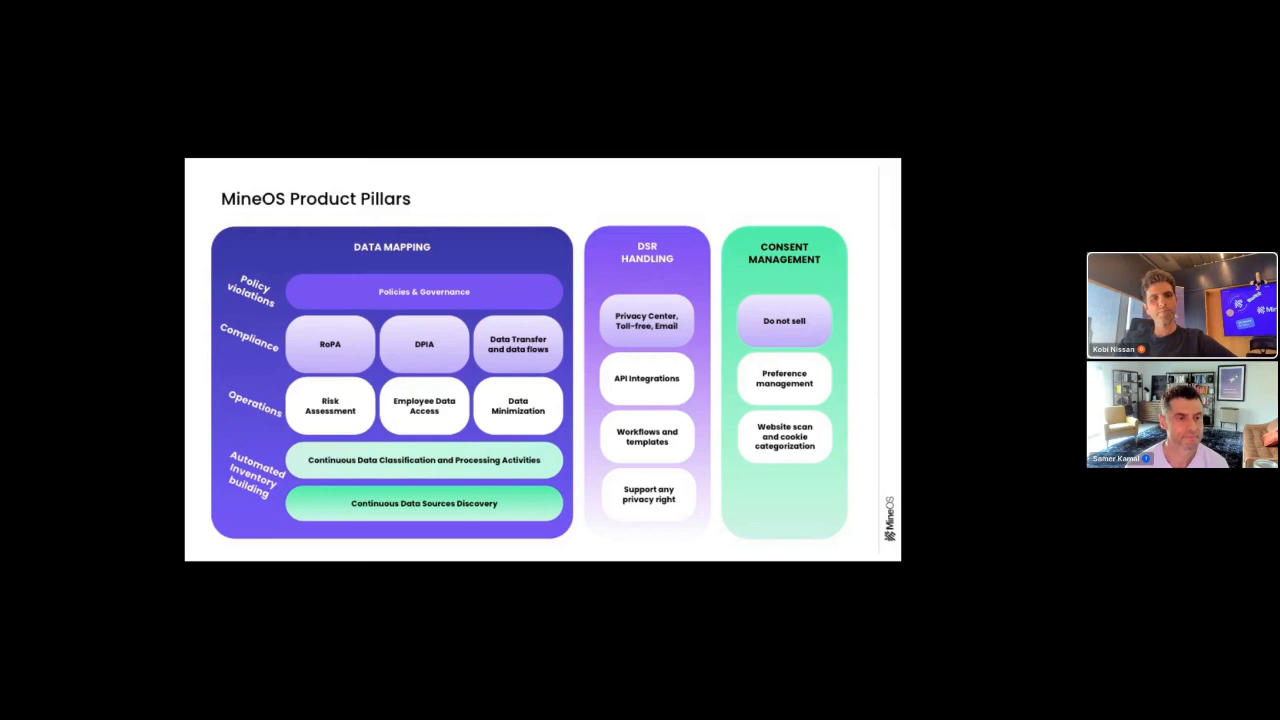 MineOS Product Pillars
DATA MAPPING
Policy
violations
Policies & Governance
Compliance
RoPA
DPIA
Data Transfer
and data flows
Operations
Risk
Assessment
Employee Data
Access
Data
Minimization
Automated
Inventory
building
Continuous Data Classification and Processing Activities
Continuous Data Sources Discovery
DSR
HANDLING
Privacy Center,
Toll-free, Email
API Integrations
Workflows and
templates
Support any
privacy right
CONSENT
MANAGEMENT
Do not sell
Preference
management
Website scan
and cookie
categorization
MineOS
Kobi Nissan
Samer Kamal